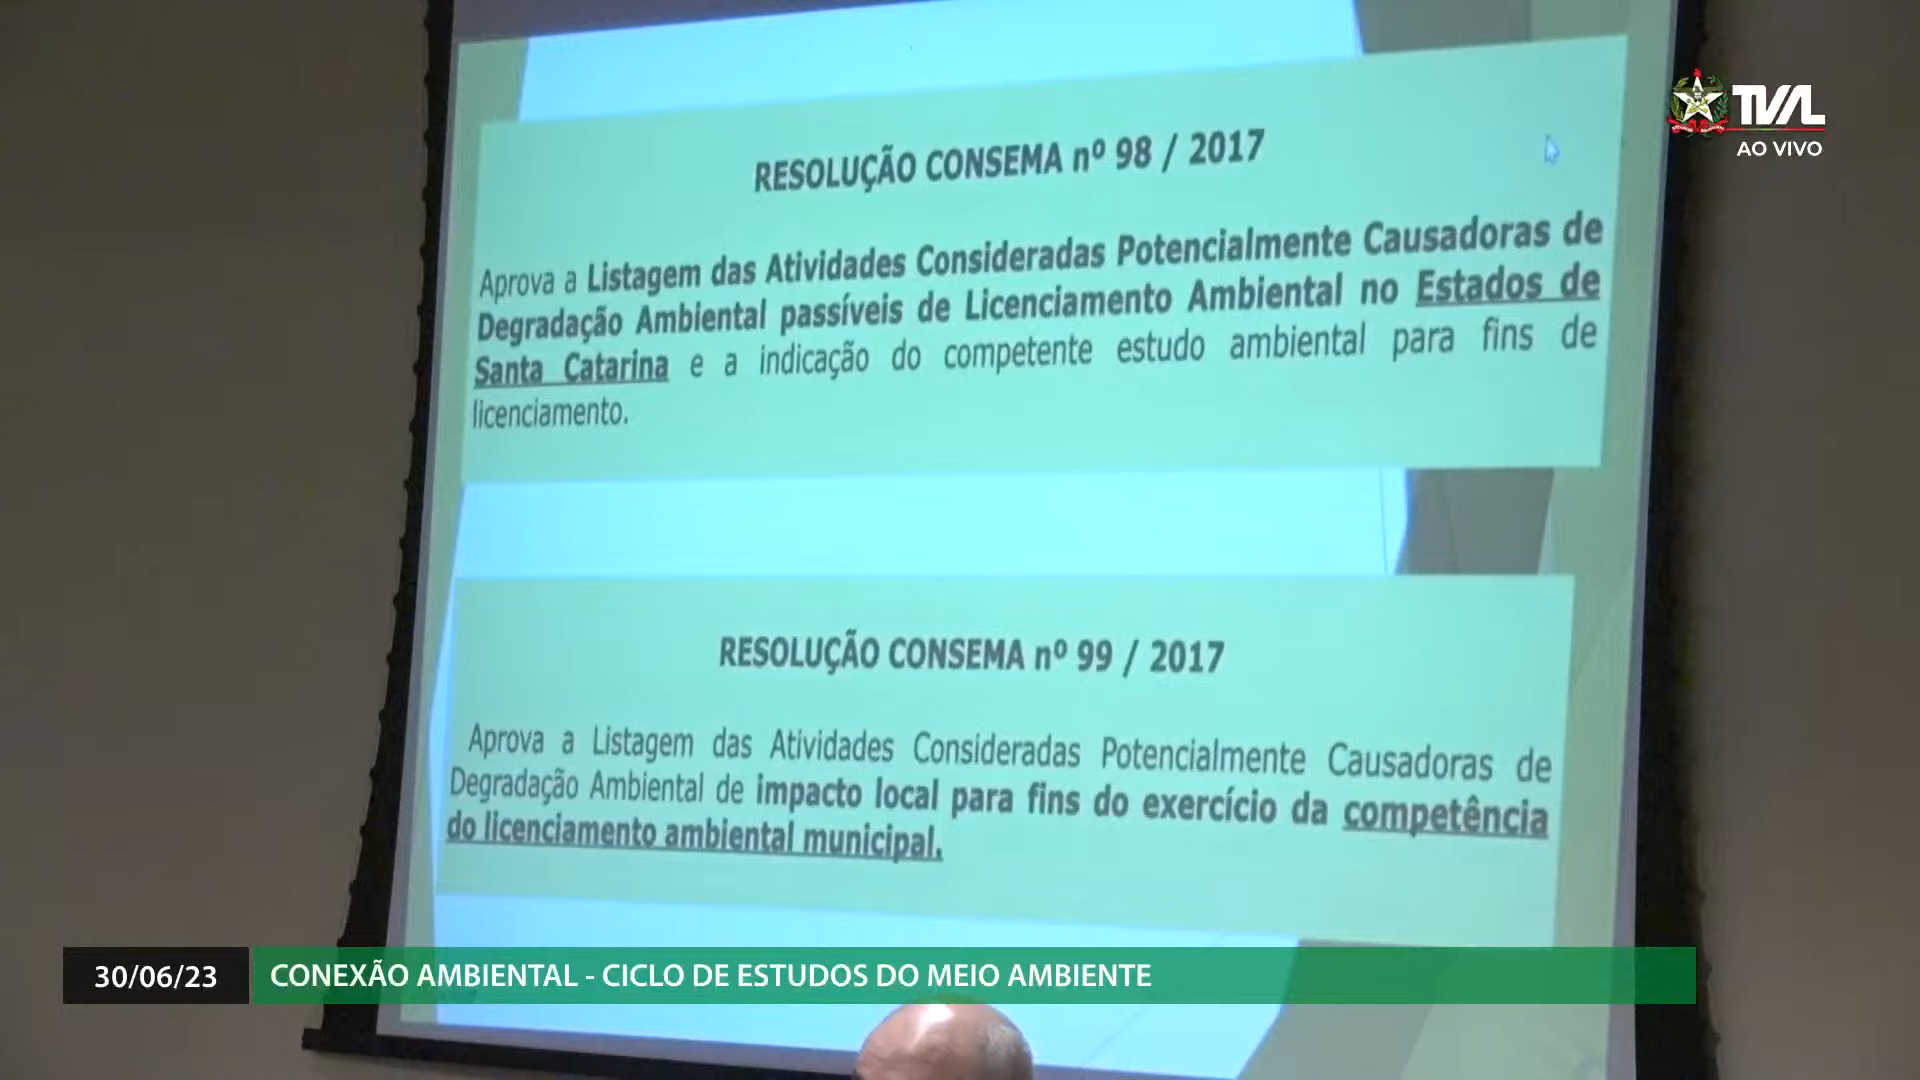 TVAL
AO VIVO
RESOLUÇÃO CONSEMA nº 98 / 2017
Aprova a Listagem das Atividades Consideradas Potencialmente Causadoras de
Degradação Ambiental passíveis de Licenciamento Ambiental no Estados de
Santa Catarina e a indicação do competente estudo ambiental para fins de
licenciamento.
RESOLUÇÃO CONSEMA nº 99 / 2017
Aprova a Listagem das Atividades Consideradas Potencialmente Causadoras de
Degradação Ambiental de impacto local para fins do exercício da competência
do licenciamento ambiental municipal.
30/06/23
CONEXÃO AMBIENTAL - CICLO DE ESTUDOS DO MEIO AMBIENTE